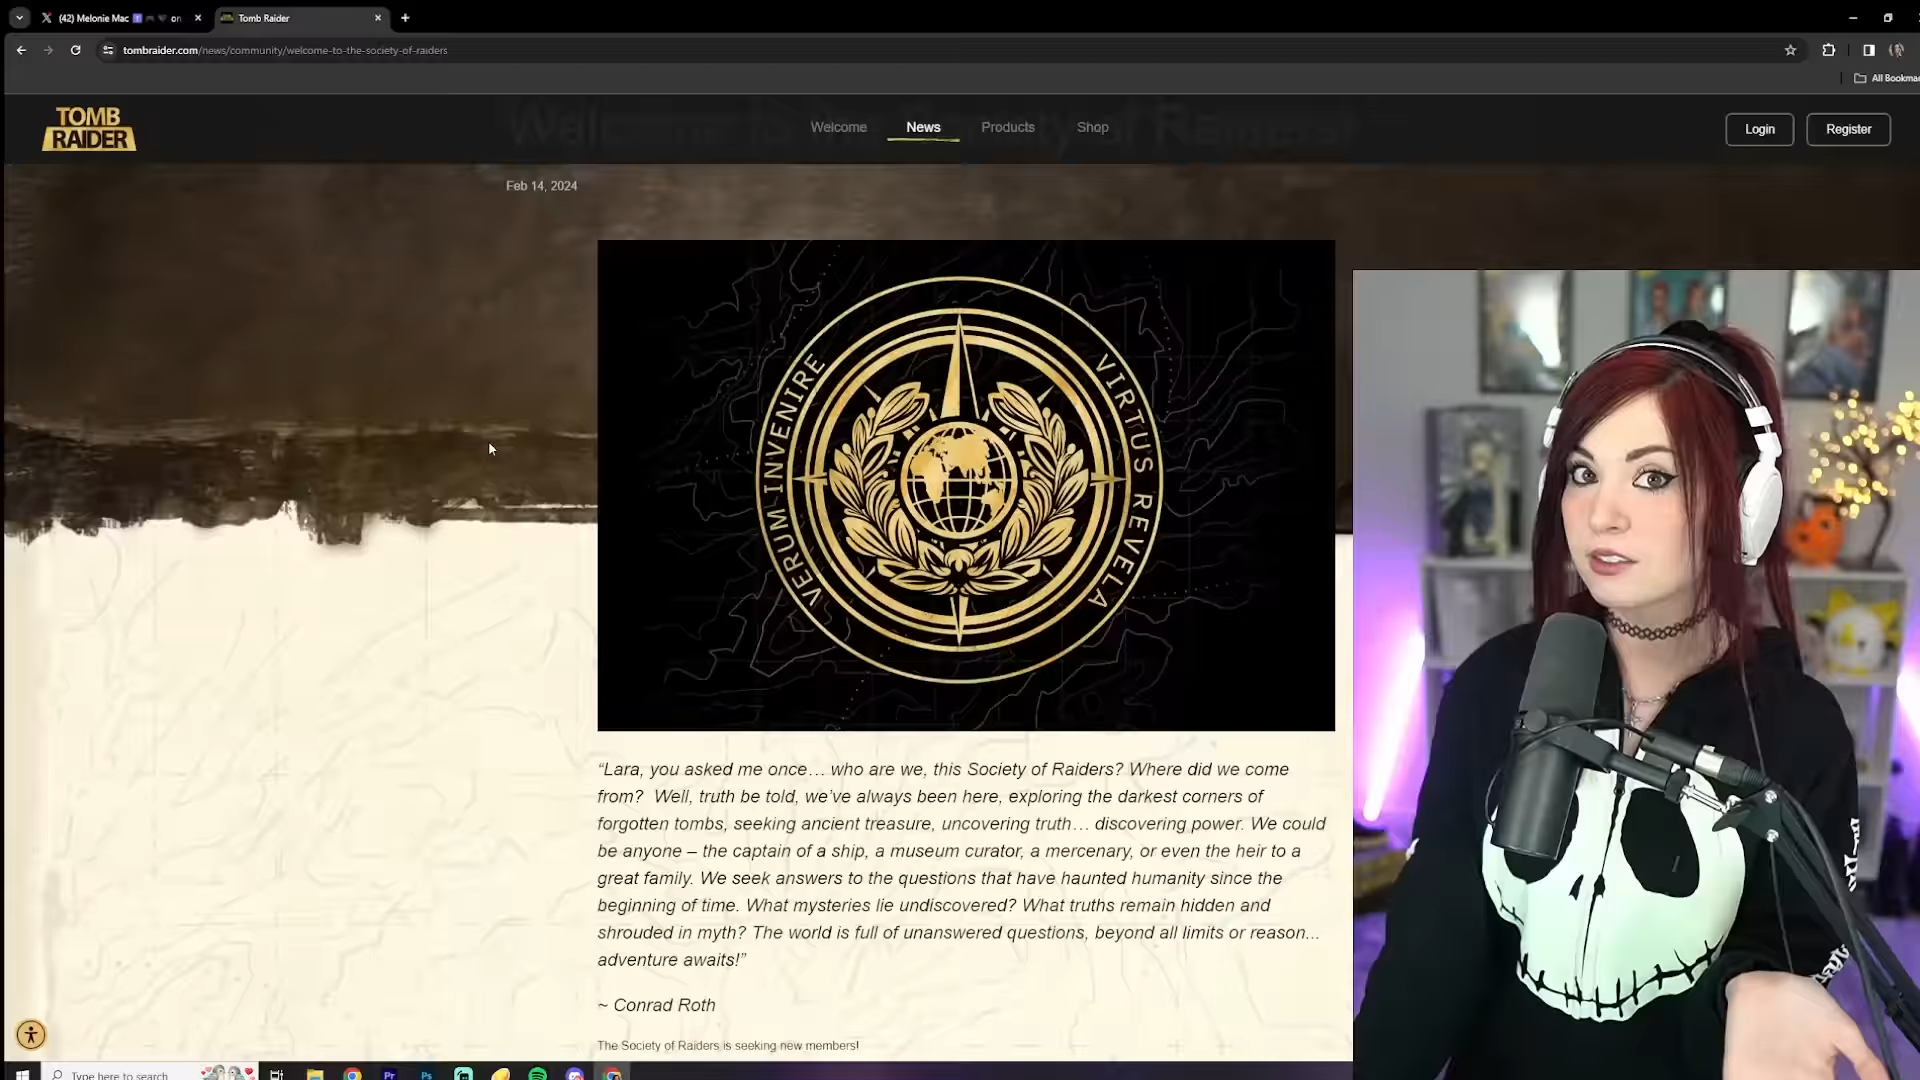 (42) Melonie Mac
on
Tomb Raider
tombraider.com/news/community/welcome-to-the-society-of-raiders
All Bookmar
TOMB
RAIDER
Welcome
News
Products
Shop
Login
Register
Feb 14, 2024
VERUM INVENIRE
VIRTUS REVELA
“Lara, you asked me once… who are we, this Society of Raiders? Where did we come
from?  Well, truth be told, we’ve always been here, exploring the darkest corners of
forgotten tombs, seeking ancient treasure, uncovering truth… discovering power. We could
be anyone – the captain of a ship, a museum curator, a mercenary, or even the heir to a
great family. We seek answers to the questions that have haunted humanity since the
beginning of time. What mysteries lie undiscovered? What truths remain hidden and
shrouded in myth? The world is full of unanswered questions, beyond all limits or reason...
adventure awaits!”
~ Conrad Roth
The Society of Raiders is seeking new members!
Type here to search
Pr
Ps